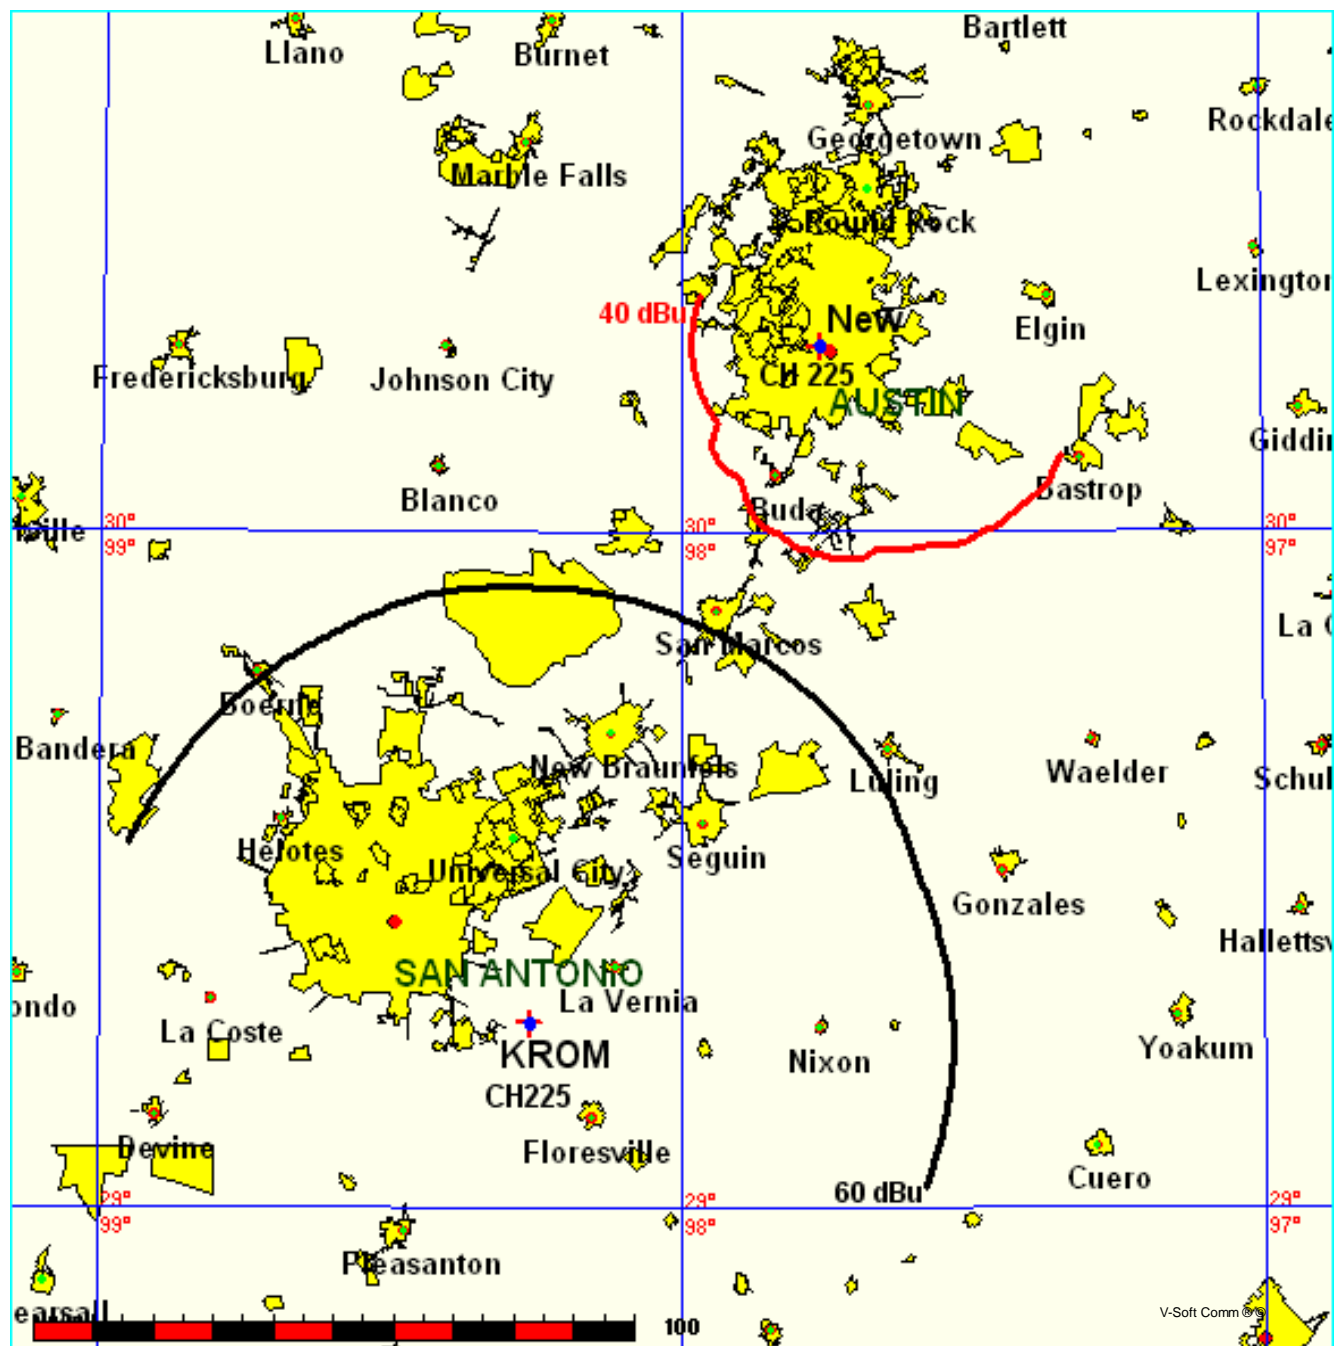 Llano
Burnet
Bartlett
Georgetown
Rockdale
Marble Falls
Round Rock
Lexington
40 dBu
New
Elgin
Fredericksburg
Johnson City
CH 225
AUSTIN
Giddin
Blanco
Buda
Bastrop
30°
99°
30°
98°
30°
97°
San Marcos
La
Boerne
Bandera
New Braunfels
Luling
Waelder
Schul
Helotes
Universal City
Seguin
Gonzales
Hallettsv
SAN ANTONIO
La Vernia
ondo
La Coste
KROM
Nixon
Yoakum
CH225
Devine
Floresville
Cuero
60 dBu
29°
99°
29°
98°
29°
97°
Pleasanton
earsall
100
V-Soft Comm ® ©